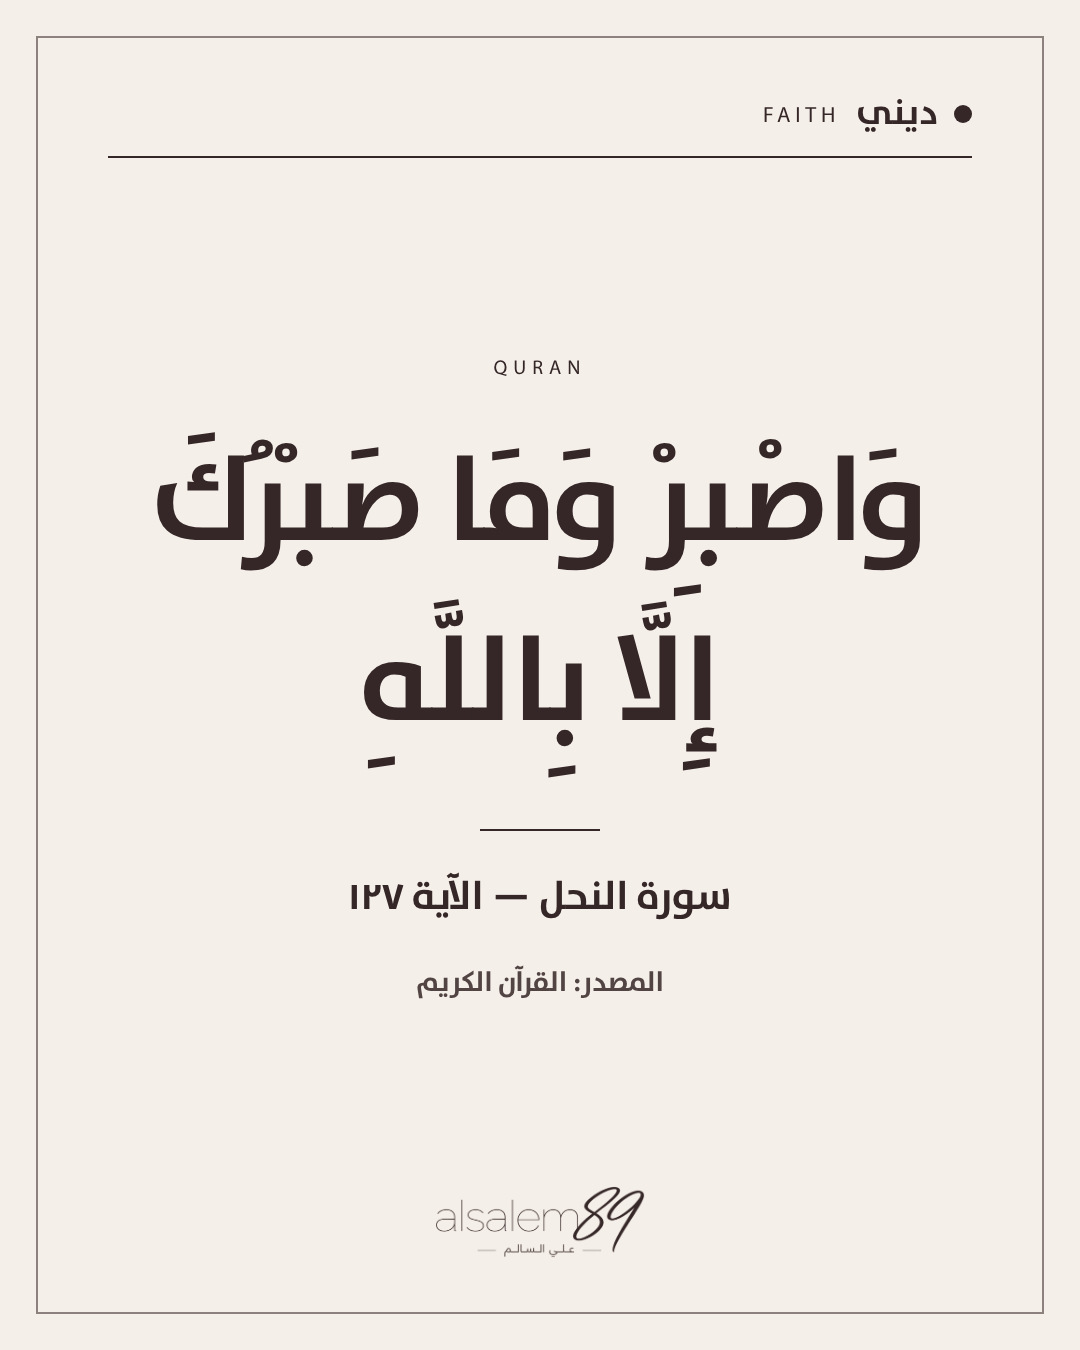 ديني FAITH
QURAN
وَاصْبِرْ وَمَا صَبْرُكَ
إِلَّا بِاللَّهِ
سورة النحل — الآية ١٢٧
المصدر: القرآن الكريم
alsalem89
علي السالم